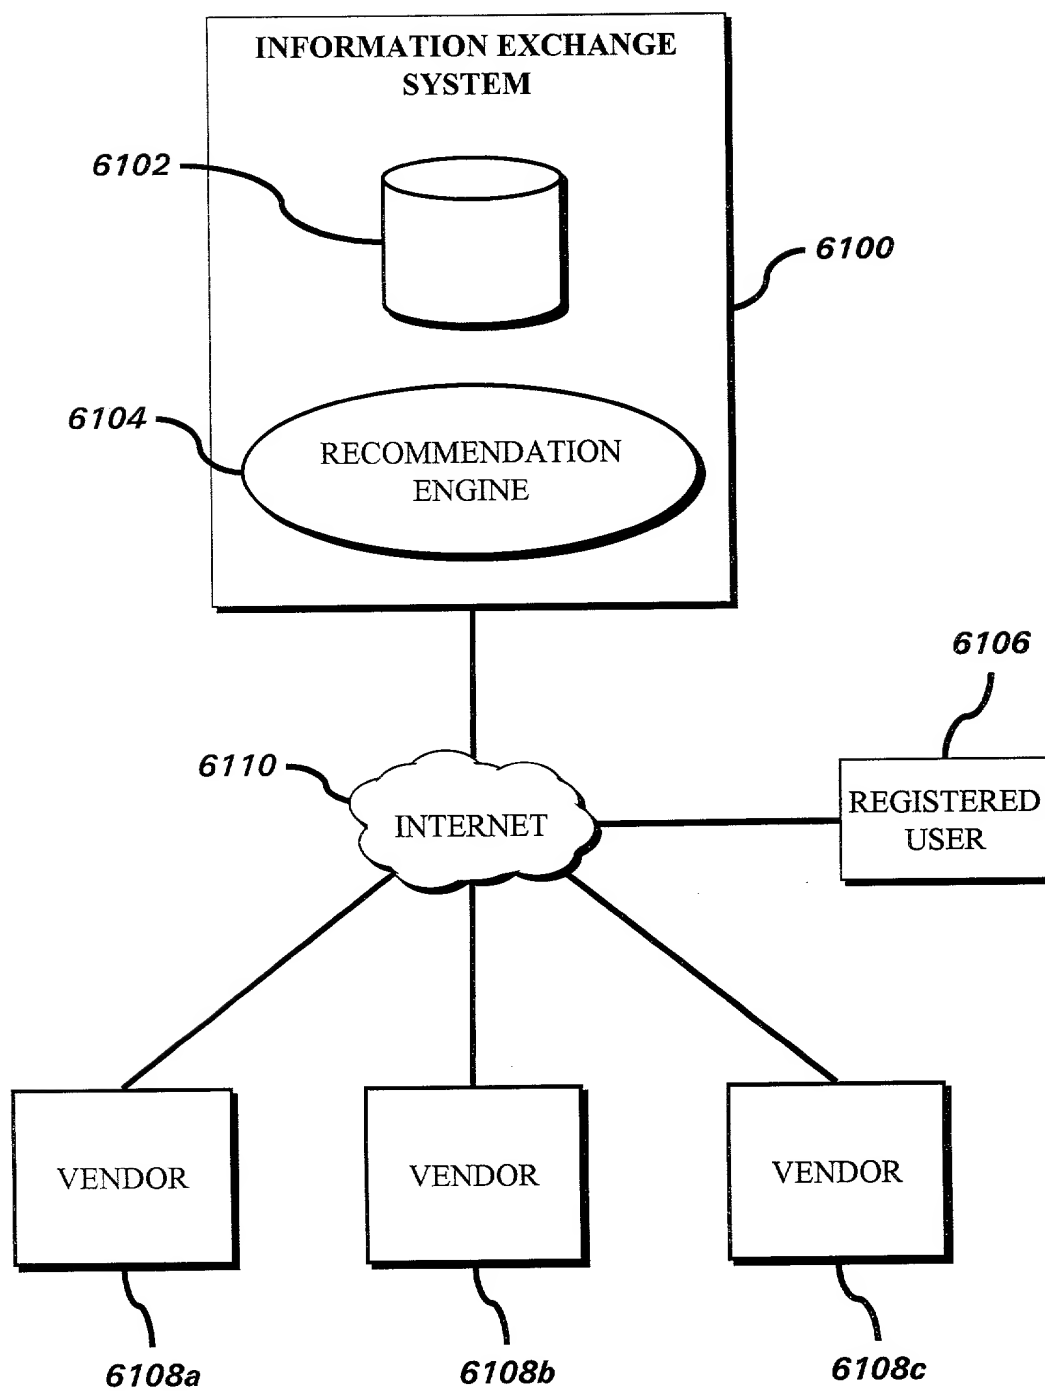 INFORMATION EXCHANGE
SYSTEM
6102
6100
6104
RECOMMENDATION
ENGINE
6106
6110
INTERNET
REGISTERED
USER
VENDOR
VENDOR
VENDOR
6108a
6108b
6108c